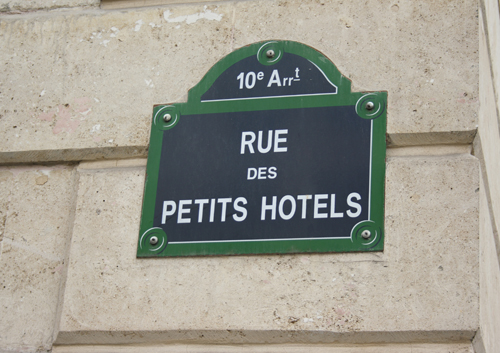 10e Arrt
RUE
DES
PETITS HOTELS